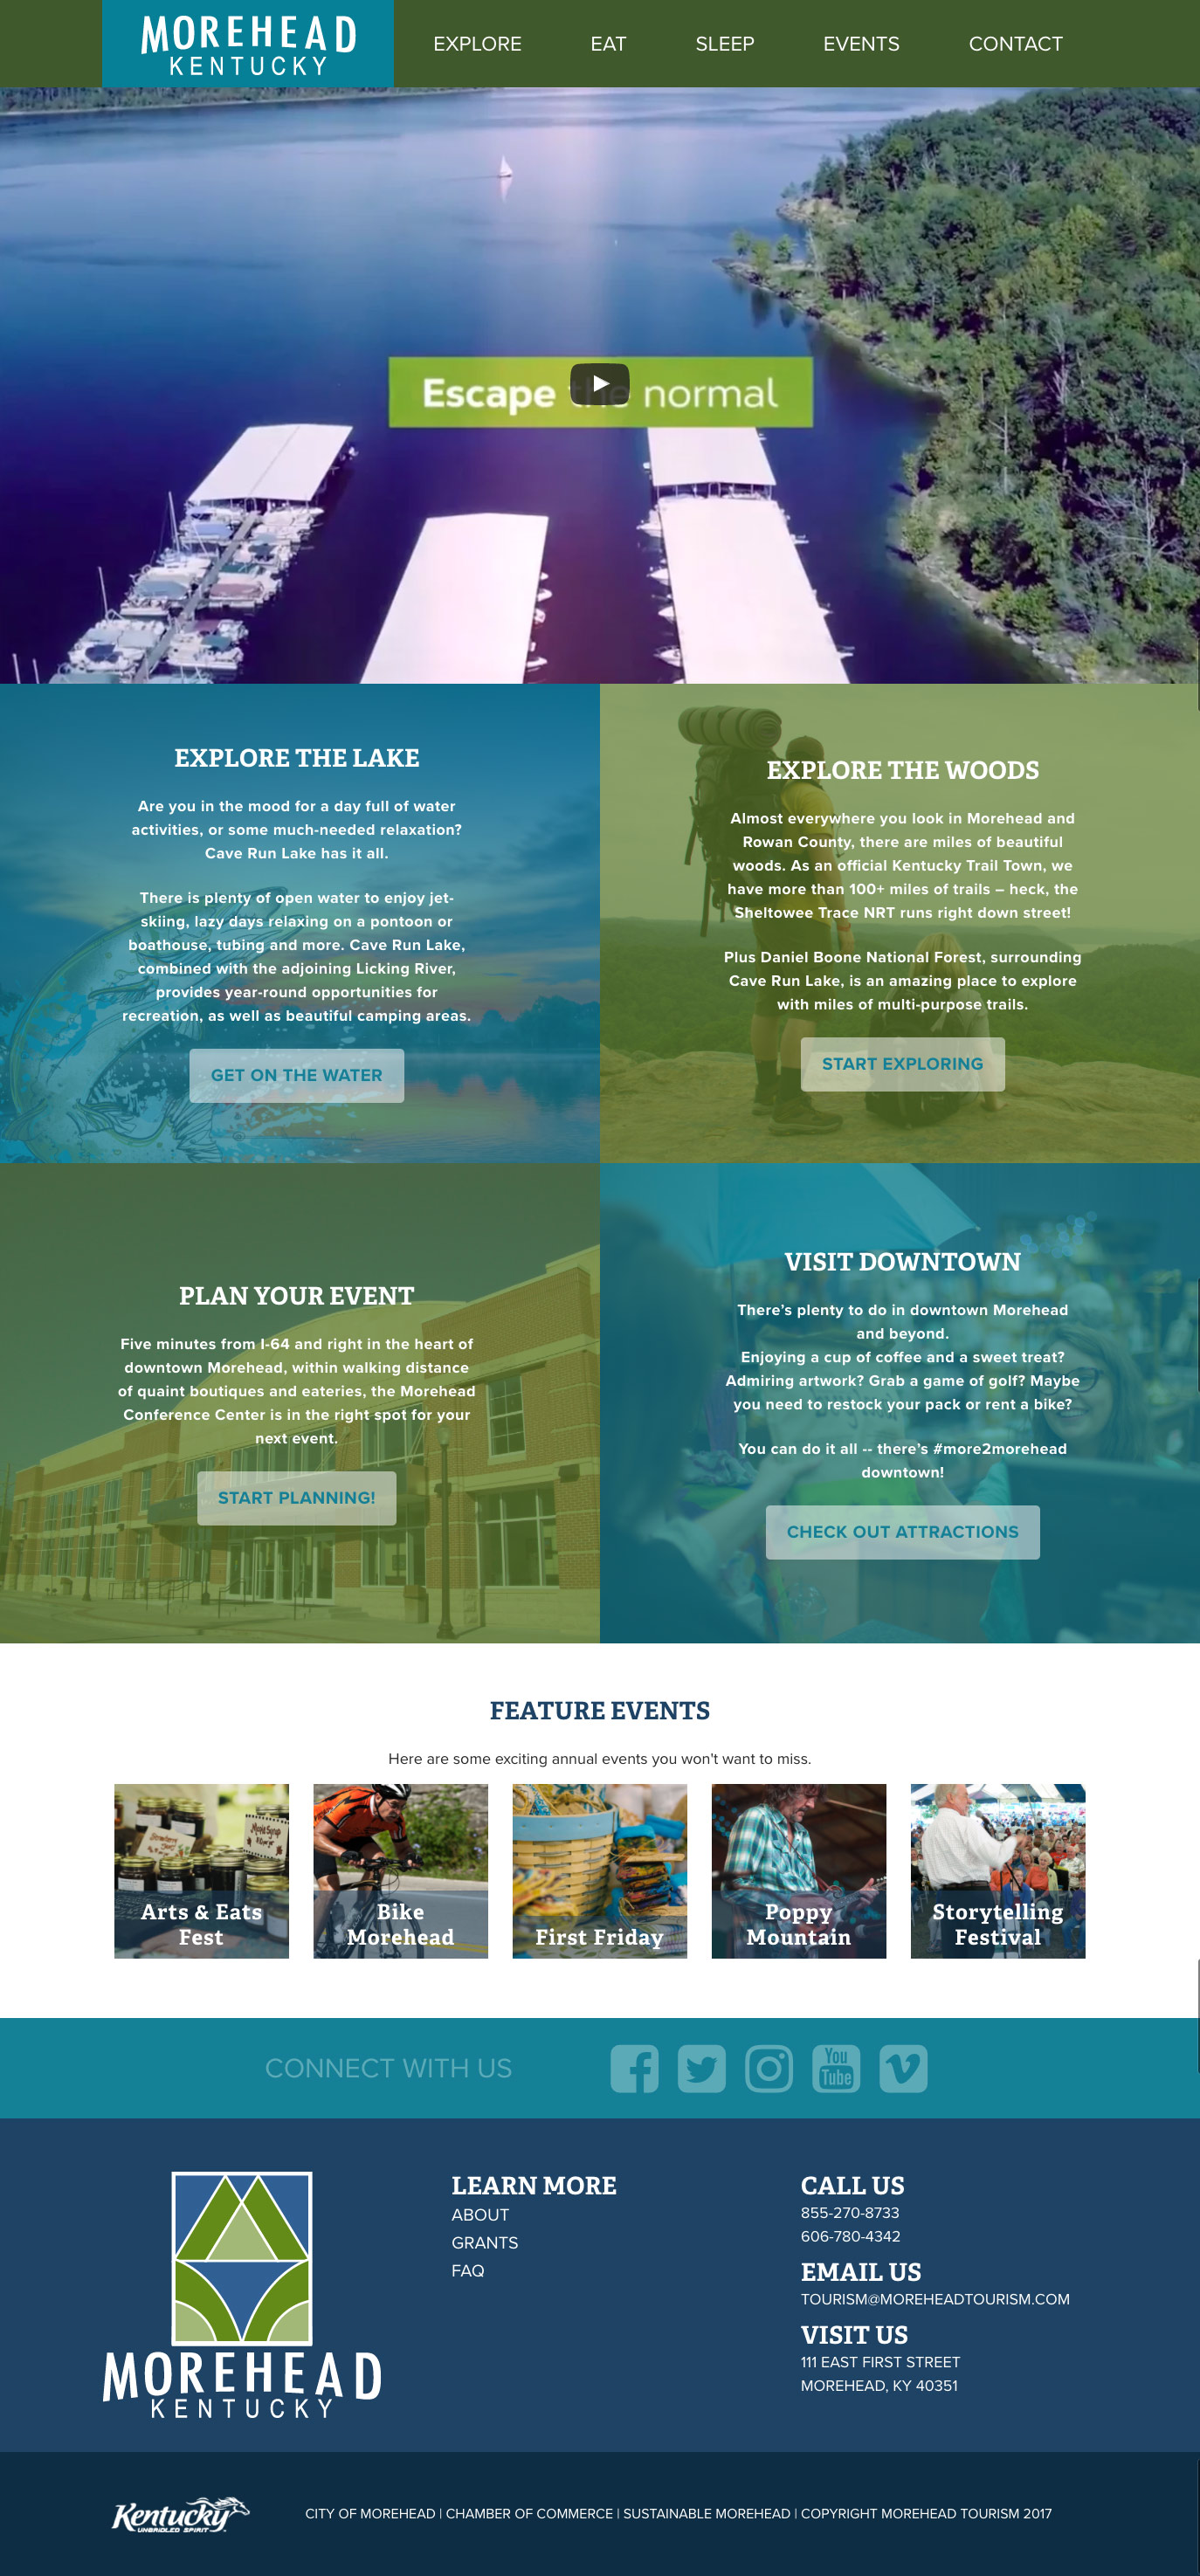 MOREHEAD
KENTUCKY
EXPLORE EAT SLEEP EVENTS CONTACT
Escape the normal
EXPLORE THE LAKE
Are you in the mood for a day full of water
activities, or some much-needed relaxation?
Cave Run Lake has it all.
There is plenty of open water to enjoy jet-
skiing, lazy days relaxing on a pontoon or
boathouse, tubing and more. Cave Run Lake,
combined with the adjoining Licking River,
provides year-round opportunities for
recreation, as well as beautiful camping areas.
GET ON THE WATER
EXPLORE THE WOODS
Almost everywhere you look in Morehead and
Rowan County, there are miles of beautiful
woods. As an official Kentucky Trail Town, we
have more than 100+ miles of trails – heck, the
Sheltowee Trace NRT runs right down street!
Plus Daniel Boone National Forest, surrounding
Cave Run Lake, is an amazing place to explore
with miles of multi-purpose trails.
START EXPLORING
PLAN YOUR EVENT
Five minutes from I-64 and right in the heart of
downtown Morehead, within walking distance
of quaint boutiques and eateries, the Morehead
Conference Center is in the right spot for your
next event.
START PLANNING!
VISIT DOWNTOWN
There's plenty to do in downtown Morehead
and beyond.
Enjoying a cup of coffee and a sweet treat?
Admiring artwork? Grab a game of golf? Maybe
you need to restock your pack or rent a bike?
You can do it all -- there's #more2morehead
downtown!
CHECK OUT ATTRACTIONS
FEATURE EVENTS
Here are some exciting annual events you won't want to miss.
Arts & Eats
Fest
Bike
Morehead
First Friday
Poppy
Mountain
Storytelling
Festival
CONNECT WITH US
You
Tube
MOREHEAD
KENTUCKY
LEARN MORE
ABOUT
GRANTS
FAQ
CALL US
855-270-8733
606-780-4342
EMAIL US
TOURISM@MOREHEADTOURISM.COM
VISIT US
111 EAST FIRST STREET
MOREHEAD, KY 40351
Kentucky
UNBRIDLED SPIRIT
CITY OF MOREHEAD | CHAMBER OF COMMERCE | SUSTAINABLE MOREHEAD | COPYRIGHT MOREHEAD TOURISM 2017